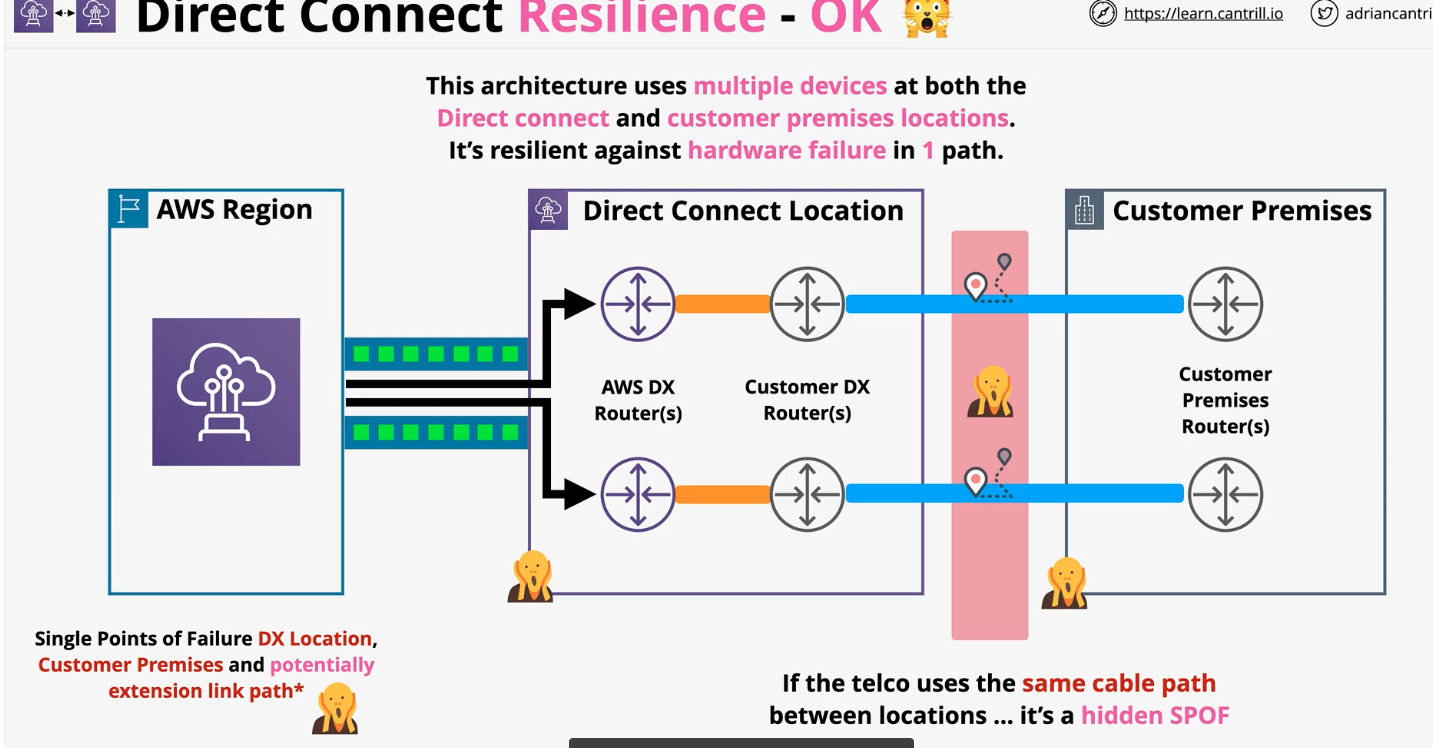 Direct Connect Resilience - OK
https://learn.cantrill.io
adriancantri
This architecture uses multiple devices at both the
Direct connect and customer premises locations.
It's resilient against hardware failure in 1 path.
AWS Region
Direct Connect Location
Customer Premises
AWS DX
Router(s)
Customer DX
Router(s)
Customer
Premises
Router(s)
Single Points of Failure DX Location,
Customer Premises and potentially
extension link path*
If the telco uses the same cable path
between locations ... it's a hidden SPOF